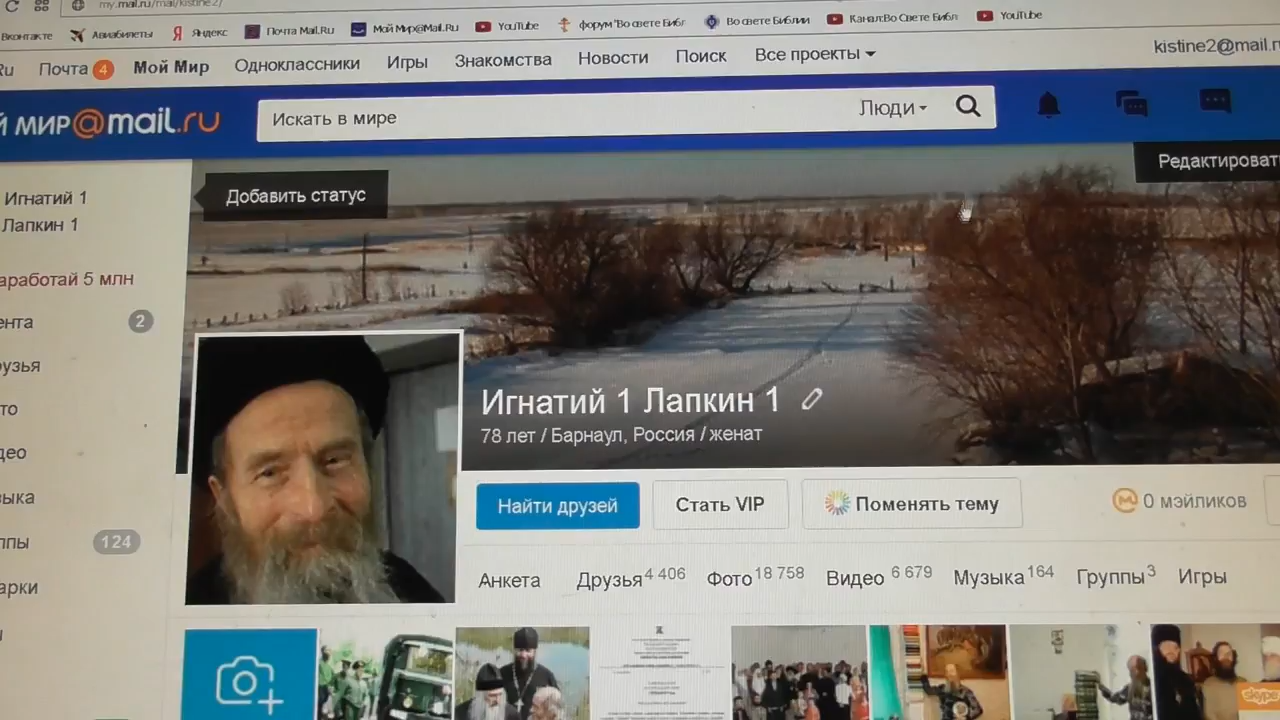 my.mail.ru/mail/kistine2/
Вконтакте Авиабилеты Яндекс Почта Mail.Ru Мой Мир@Mail.Ru YouTube форум "Во свете Библ Во свете Библии Канал:Во Свете Библ YouTube
Ru Почта 4 Мой Мир Одноклассники Игры Знакомства Новости Поиск Все проекты kistine2@mail.r
Й МИР@mail.ru Искать в мире Люди
Редактироват
Игнатий 1
Лапкин 1
Добавить статус
аработай 5 млн
ента 2
рузья
то
део
зыка
ппы 124
арки
Игнатий 1 Лапкин 1
78 лет / Барнаул, Россия / женат
Найти друзей Стать VIP Поменять тему 0 мэйликов
Анкета Друзья 4 406 Фото 18 758 Видео 6 679 Музыка 164 Группы 3 Игры
skype